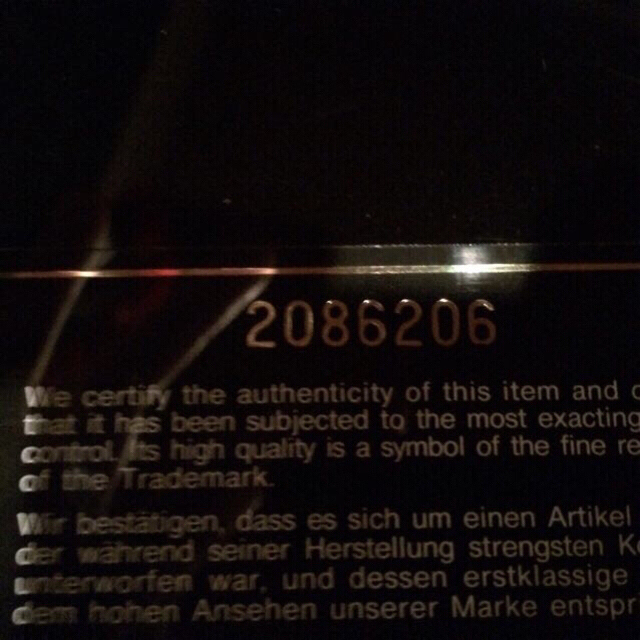 2086206
We certify the authenticity of this item and
that it has been subjected to the most exacting
control. Its high quality is a symbol of the fine
of the Trademark.
Wir bestätigen, dass es sich um einen Artikel
der während seiner Herstellung strengsten
unterworfen war, und dessen erstklassige
dem hohen Ansehen unserer Marke